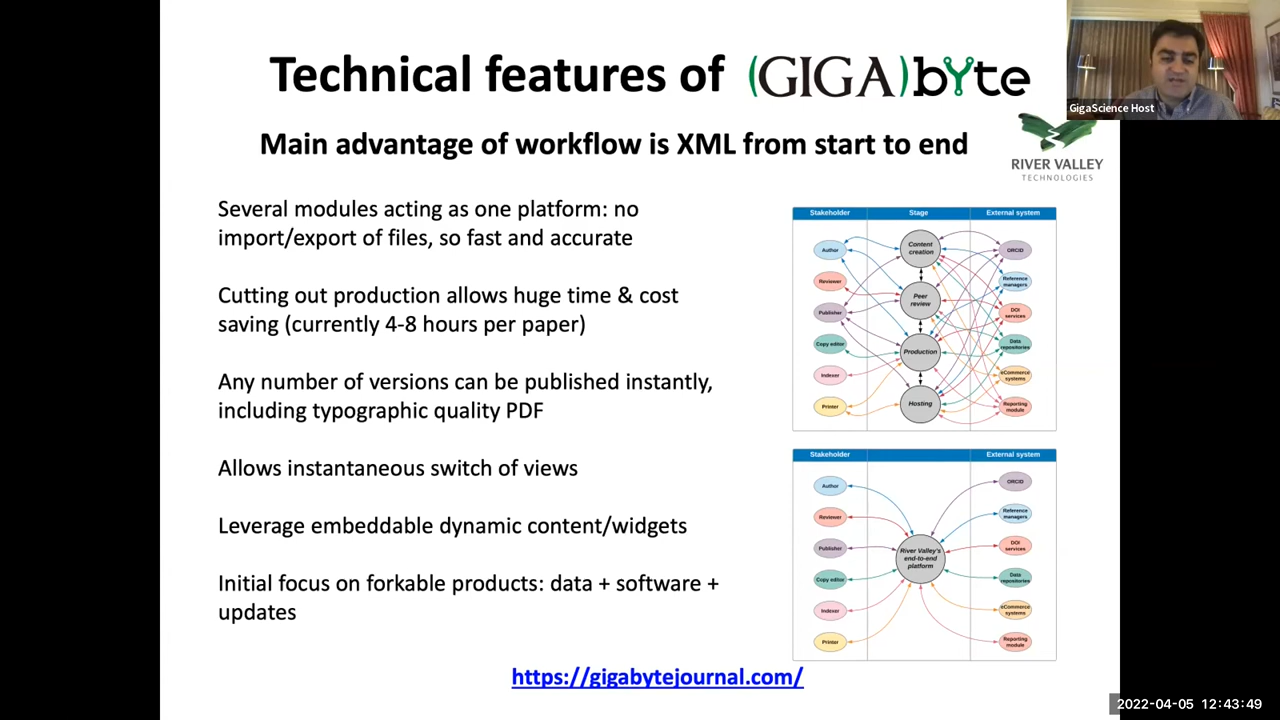 Technical features of (GIGA)byte
GigaScience Host
Main advantage of workflow is XML from start to end
RIVER VALLEY
TECHNOLOGIES
Several modules acting as one platform: no
import/export of files, so fast and accurate
Cutting out production allows huge time & cost
saving (currently 4-8 hours per paper)
Any number of versions can be published instantly,
including typographic quality PDF
Allows instantaneous switch of views
Leverage embeddable dynamic content/widgets
Initial focus on forkable products: data + software +
updates
Stakeholder Stage External system
Author
Reviewer
Publisher
Copy editor
Indexer
Printer
Content
creation
Peer
review
Production
Hosting
ORCID
Reference
managers
DOI
services
Data
repositories
eCommerce
systems
Reporting
module
Stakeholder External system
Author
Reviewer
Publisher
Copy editor
Indexer
Printer
River Valley's
end-to-end
platform
ORCID
Reference
managers
DOI
services
Data
repositories
eCommerce
systems
Reporting
module
https://gigabytejournal.com/
2022-04-05 12:43:49